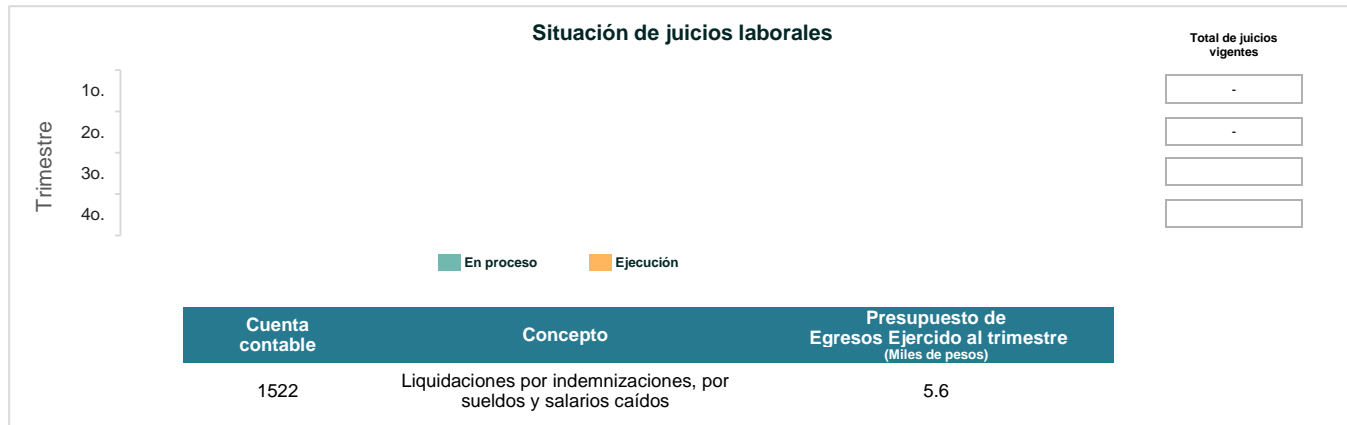 Situación de juicios laborales
Total de juicios
vigentes
Trimestre
1o.
-
2o.
-
3o.
4o.
En proceso
Ejecución
Cuenta
contable
Concepto
Presupuesto de
Egresos Ejercido al trimestre
(Miles de pesos)
1522
Liquidaciones por indemnizaciones, por
sueldos y salarios caídos
5.6